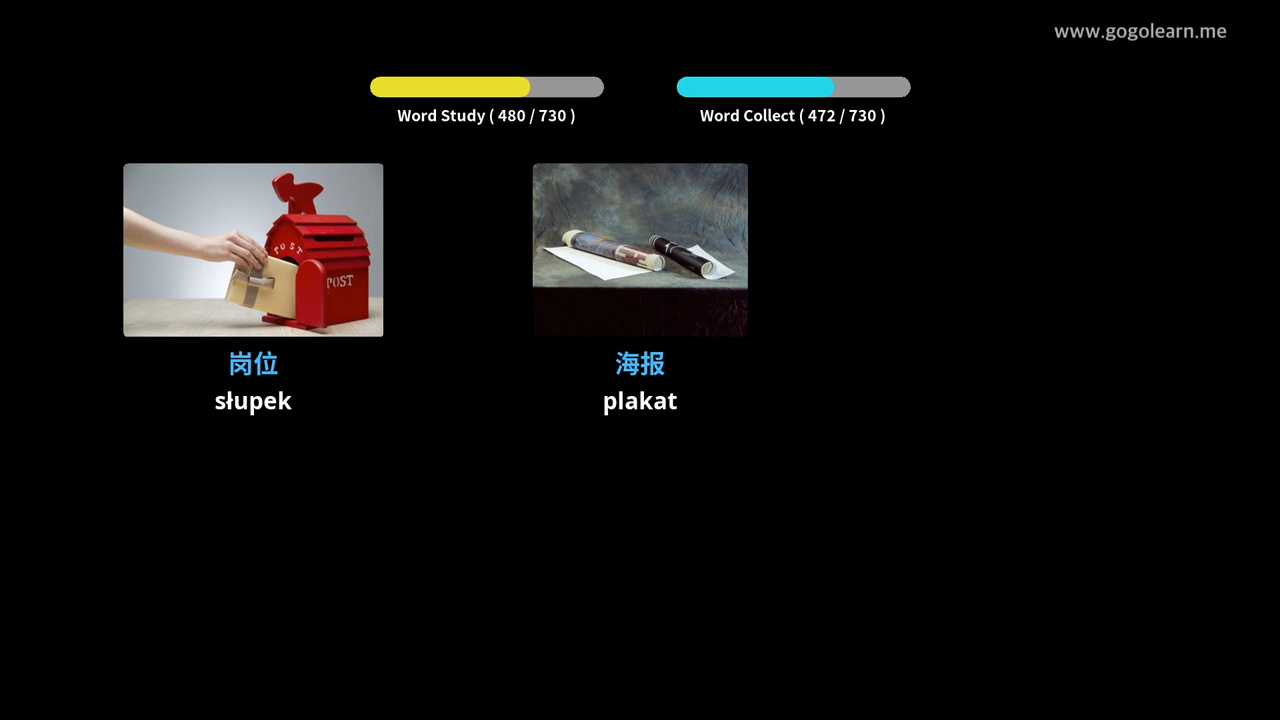 www.gogolearn.me
Word Study ( 480 / 730 )
Word Collect ( 472 / 730 )
POST
POST
岗位
海报
słupek
plakat